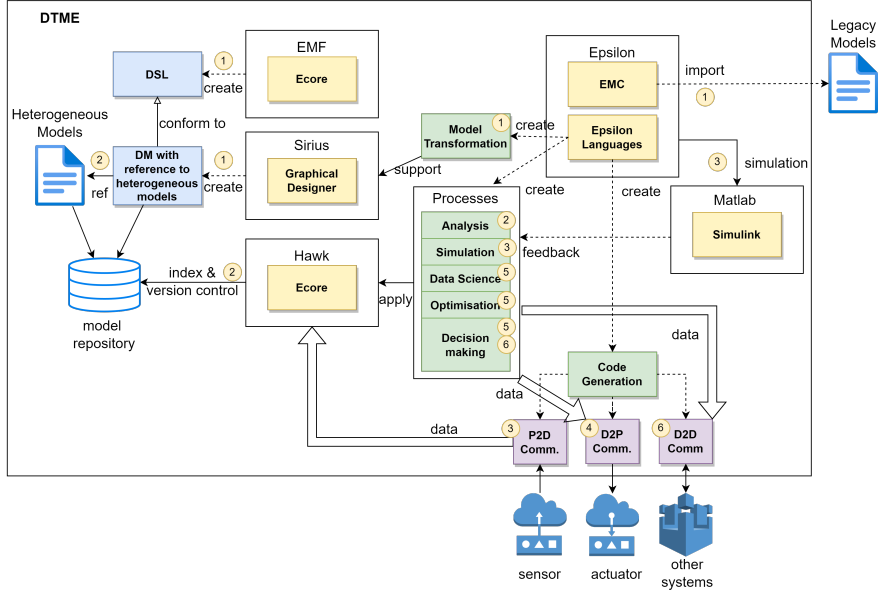 DTME
Legacy
Models
EMF
Ecore
DSL
1
create
Epsilon
EMC
import
1
Epsilon
Languages
Heterogeneous
Models
conform to
2
ref
DM with
reference to
heterogeneous
models
1
create
Sirius
Graphical
Designer
Model
Transformation
1
create
support
create
create
3
simulation
Matlab
Simulink
feedback
Processes
Analysis
2
Simulation
3
Data Science
5
Optimisation
5
Decision
making
5
6
apply
Hawk
Ecore
index &
version control
2
model
repository
data
Code
Generation
data
data
P2D
Comm.
3
D2P
Comm.
4
D2D
Comm
6
sensor
actuator
other
systems